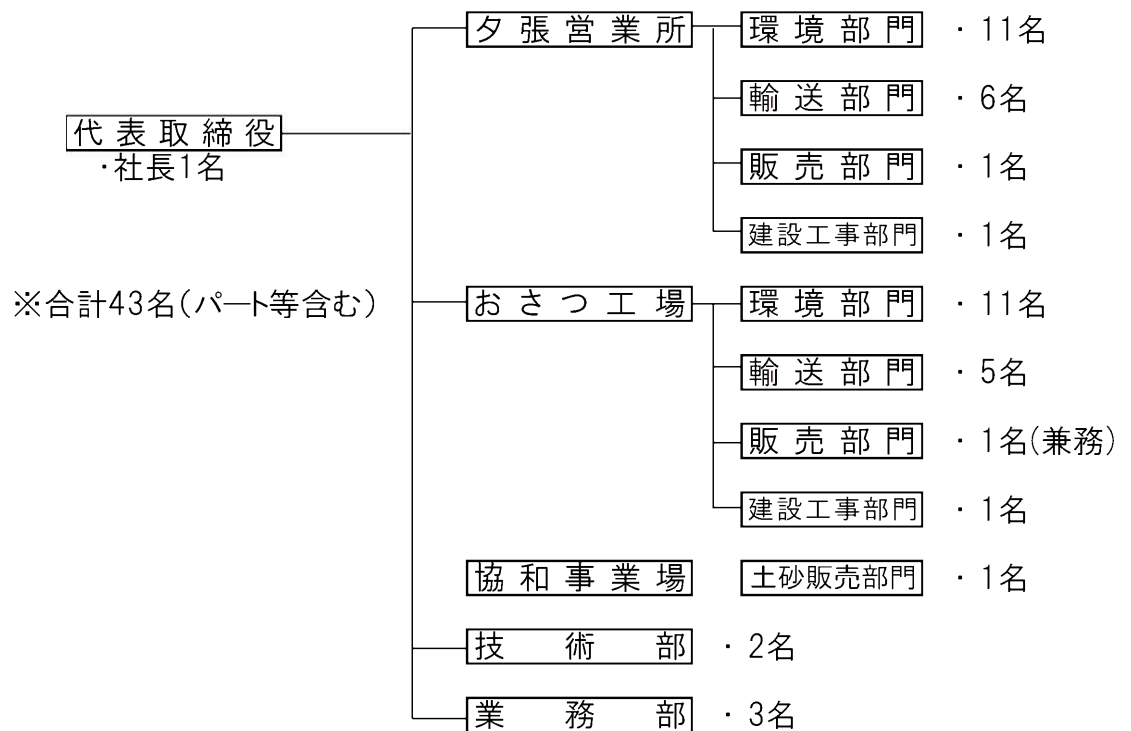 夕張営業所 環境部門 ・11名
輸送部門 ・6名
代表取締役
・社長1名
販売部門 ・1名
建設工事部門 ・1名
※合計43名(パート等含む)
おさつ工場 環境部門 ・11名
輸送部門 ・5名
販売部門 ・1名(兼務)
建設工事部門 ・1名
協和事業場 土砂販売部門 ・1名
技術部 ・2名
業務部 ・3名